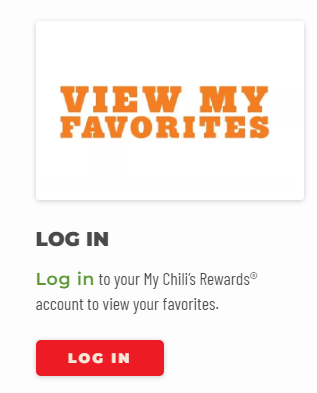 VIEW MY
FAVORITES
LOG IN
Log in to your My Chili's Rewards®
account to view your favorites.
LOG IN